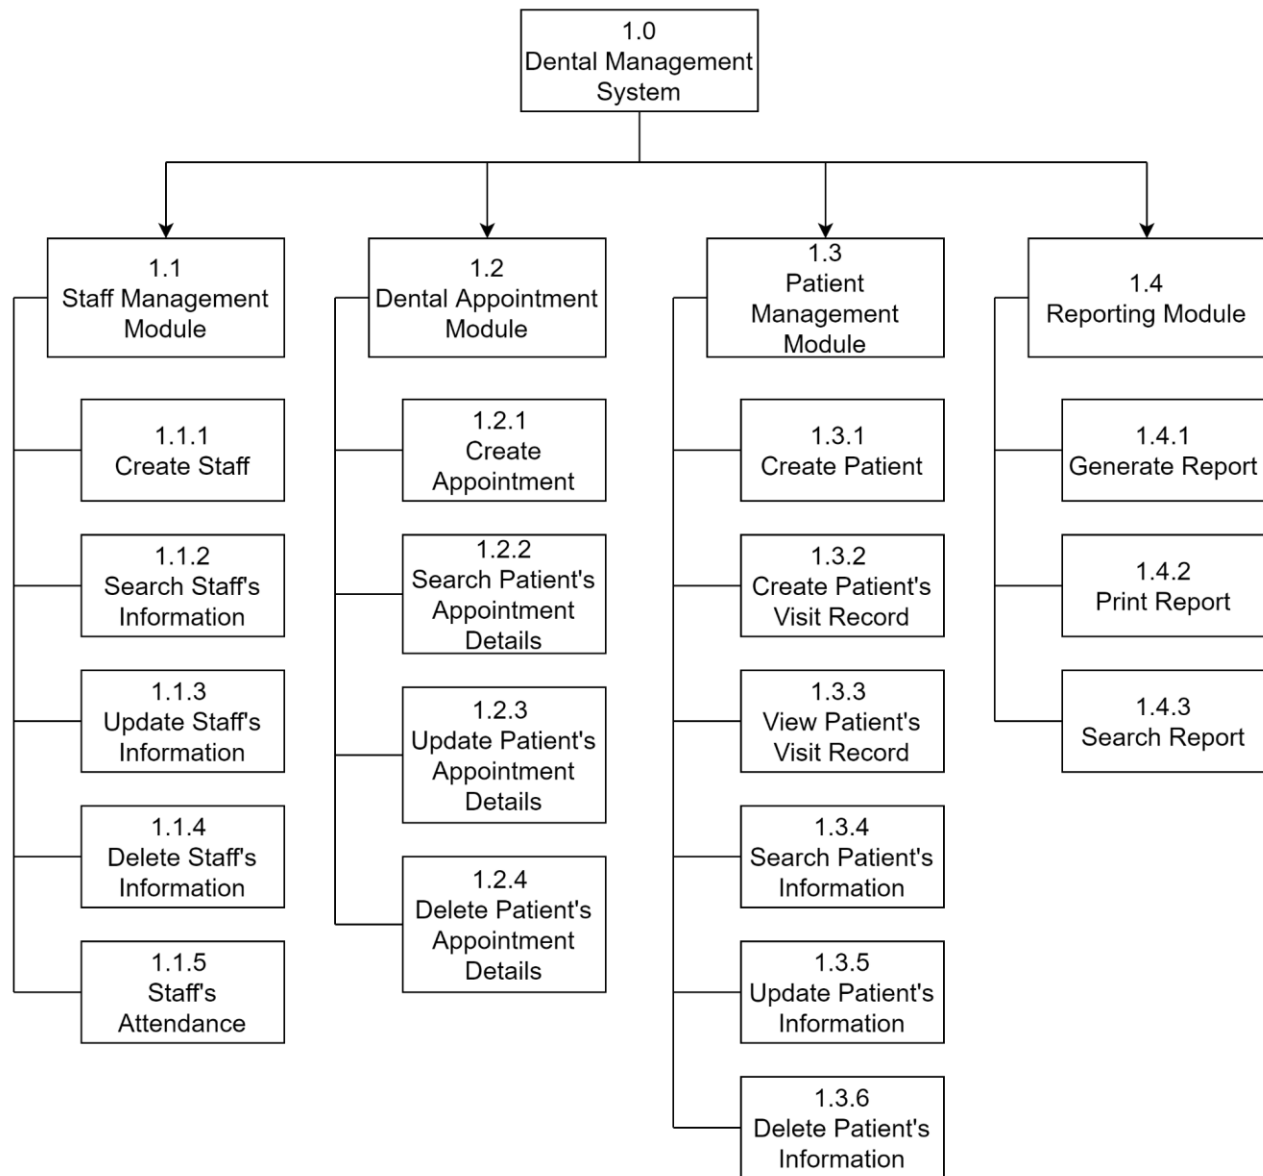 1.0
Dental Management
System
1.1
Staff Management
Module
1.1.1
Create Staff
1.1.2
Search Staff's
Information
1.1.3
Update Staff's
Information
1.1.4
Delete Staff's
Information
1.1.5
Staff's
Attendance
1.2
Dental Appointment
Module
1.2.1
Create
Appointment
1.2.2
Search Patient's
Appointment
Details
1.2.3
Update Patient's
Appointment
Details
1.2.4
Delete Patient's
Appointment
Details
1.3
Patient
Management
Module
1.3.1
Create Patient
1.3.2
Create Patient's
Visit Record
1.3.3
View Patient's
Visit Record
1.3.4
Search Patient's
Information
1.3.5
Update Patient's
Information
1.3.6
Delete Patient's
Information
1.4
Reporting Module
1.4.1
Generate Report
1.4.2
Print Report
1.4.3
Search Report